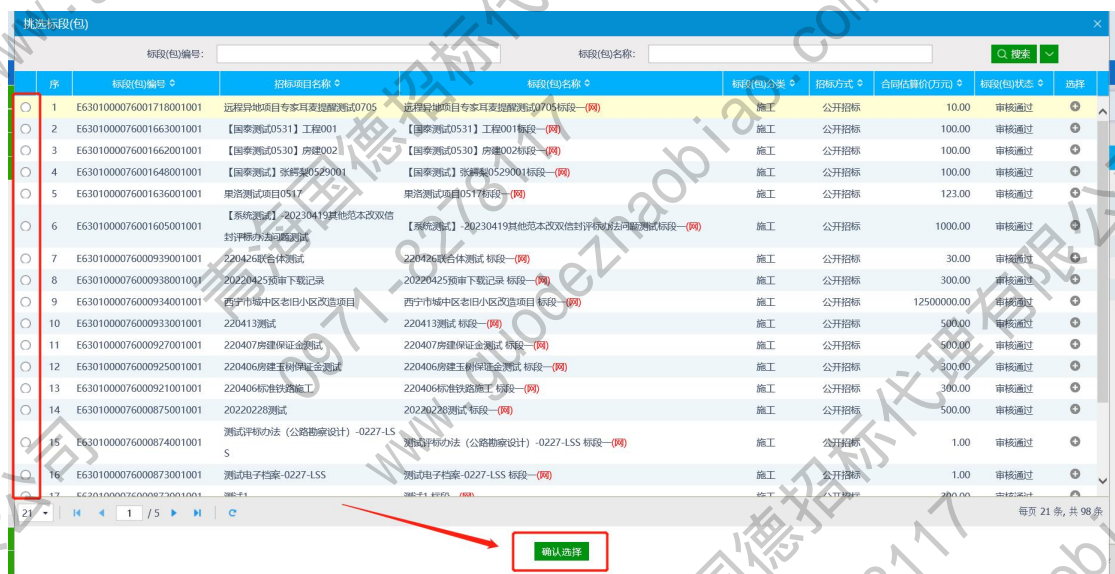 挑选标段(包) ×
标段(包)编号: 标段(包)名称: 搜索
序 标段(包)编号 招标项目名称 标段(包)名称 标段(包)分类 招标方式 合同估算价(万元) 标段(包)状态 选择
1 E6301000076001718001001 远程异地项目专家耳麦提醒测试0705 远程异地项目专家耳麦提醒测试0705标段一(网) 施工 公开招标 10.00 审核通过
2 E6301000076001663001001 【国泰测试0531】工程001 【国泰测试0531】工程001标段一(网) 施工 公开招标 100.00 审核通过
3 E6301000076001662001001 【国泰测试0530】房建002 【国泰测试0530】房建002标段一(网) 施工 公开招标 100.00 审核通过
4 E6301000076001648001001 【国泰测试】张鳄梨0529001 【国泰测试】张鳄梨0529001标段一(网) 施工 公开招标 100.00 审核通过
5 E6301000076001636001001 果洛测试项目0517 果洛测试项目0517标段一(网) 施工 公开招标 123.00 审核通过
6 E6301000076001605001001 【系统测试】-20230419其他范本改双信 【系统测试】-20230419其他范本改双信封评标办法问题测试标段一(网) 施工 公开招标 1000.00 审核通过
封评标办法问题测试
7 E6301000076000939001001 220426联合体测试 220426联合体测试 标段一(网) 施工 公开招标 30.00 审核通过
8 E6301000076000938001001 20220425预审下载记录 20220425预审下载记录 标段一(网) 施工 公开招标 300.00 审核通过
9 E6301000076000934001001 西宁市城中区老旧小区改造项目 西宁市城中区老旧小区改造项目 标段一(网) 施工 公开招标 12500000.00 审核通过
10 E6301000076000933001001 220413测试 220413测试 标段一(网) 施工 公开招标 500.00 审核通过
11 E6301000076000927001001 220407房建保证金测试 220407房建保证金测试 标段一(网) 施工 公开招标 500.00 审核通过
12 E6301000076000925001001 220406房建玉树保证金测试 220406房建玉树保证金测试 标段一(网) 施工 公开招标 300.00 审核通过
13 E6301000076000921001001 220406标准铁路施工 220406标准铁路施工 标段一(网) 施工 公开招标 300.00 审核通过
14 E6301000076000875001001 20220228测试 20220228测试 标段一(网) 施工 公开招标 500.00 审核通过
15 E6301000076000874001001 测试评标办法（公路勘察设计）-0227-LS 测试评标办法（公路勘察设计）-0227-LSS 标段一(网) 施工 公开招标 1.00 审核通过
S
16 E6301000076000873001001 测试电子档案-0227-LSS 测试电子档案-0227-LSS 标段一(网) 施工 公开招标 1.00 审核通过
21 1 / 5 每页 21 条, 共 98 条
确认选择
青海国德招标代理有限公司
0971-8278117
www.guodezhaobiao.com